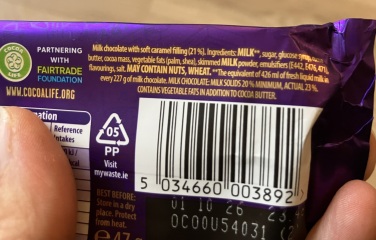 COCOA
LIFE
PARTNERING
WITH
FAIRTRADE
FOUNDATION
WWW.COCOALIFE.ORG
Milk chocolate with soft caramel filling (21 %). Ingredients: MILK**, sugar, glucose syrup,
butter, cocoa mass, vegetable fats (palm, shea), skimmed MILK powder, emulsifiers (E442, E476, 471),
flavourings, salt. MAY CONTAIN NUTS, WHEAT. **The equivalent of 426 ml of fresh liquid milk in
every 227 g of milk chocolate. MILK CHOCOLATE: MILK SOLIDS 20 % MINIMUM, ACTUAL 23 %.
CONTAINS VEGETABLE FATS IN ADDITION TO COCOA BUTTER.
Reference
05
PP
Visit
mywaste.ie
BEST BEFORE:
Store in a dry
place. Protect
from heat.
5 034660 003892
01 10 26 23
OCO0U54031